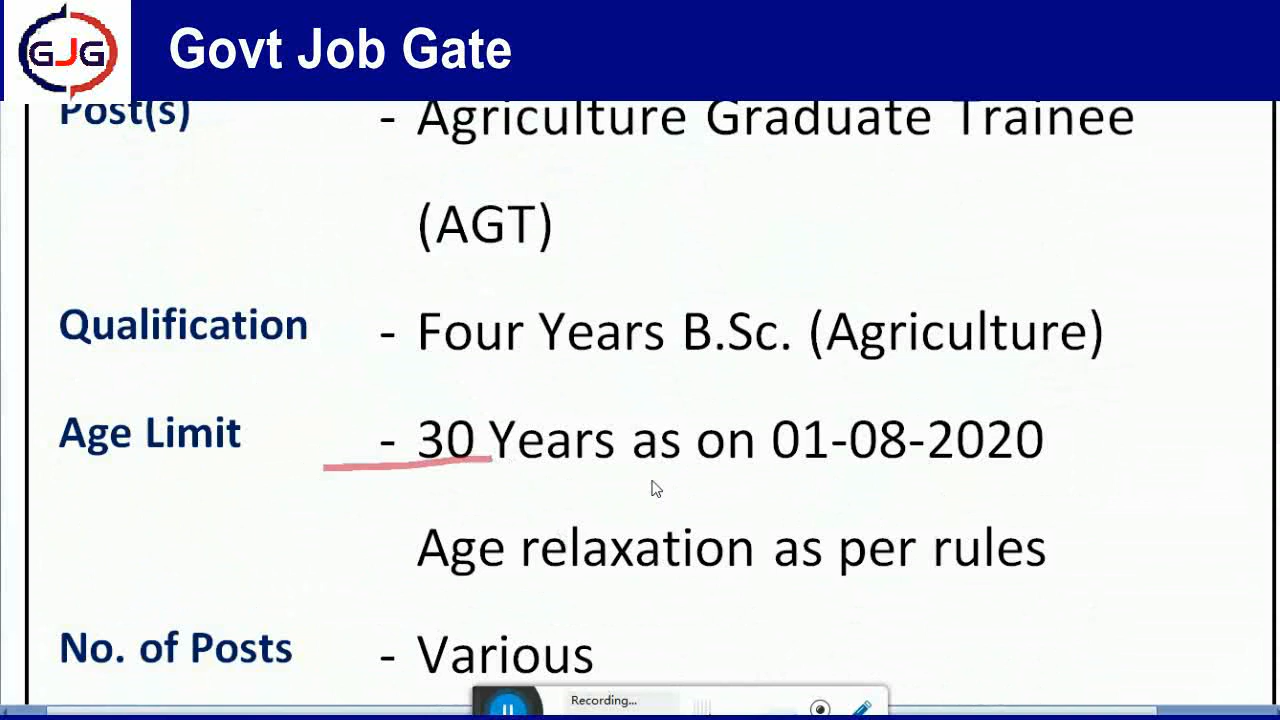 GJG
Govt Job Gate
Post(s) - Agriculture Graduate Trainee
(AGT)
Qualification - Four Years B.Sc. (Agriculture)
Age Limit - 30 Years as on 01-08-2020
Age relaxation as per rules
No. of Posts - Various
Recording...